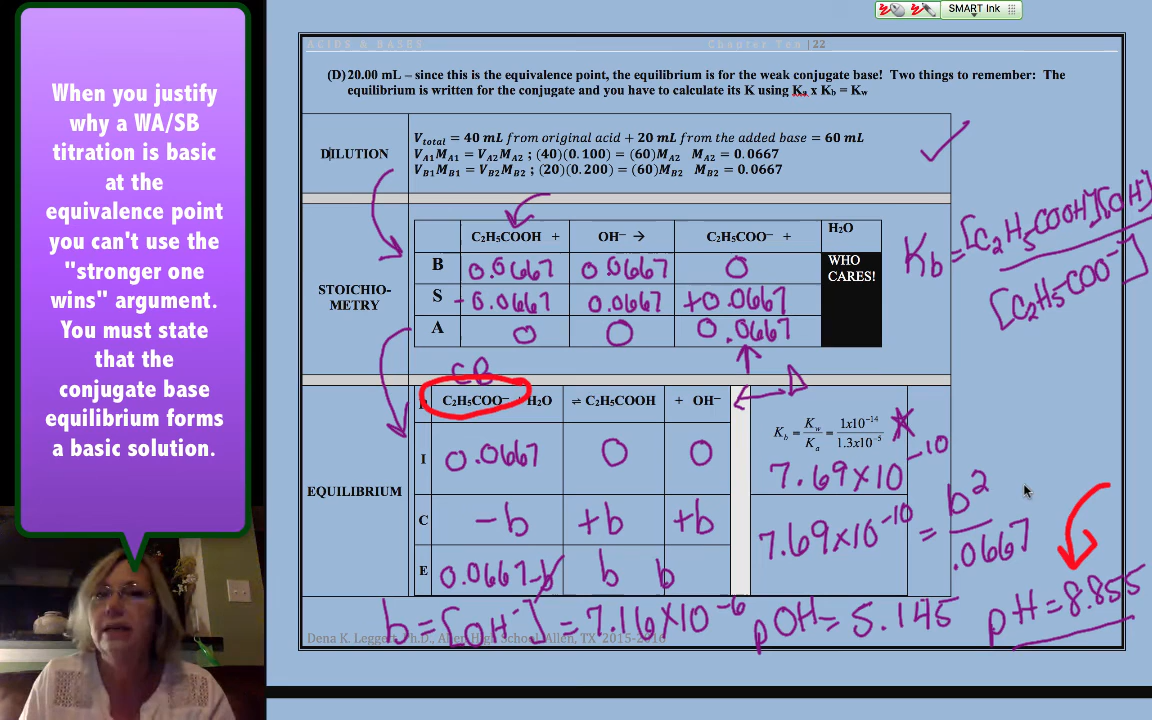 When you justify
why a WA/SB
titration is basic
at the
equivalence point
you can't use the
"stronger one
wins" argument.
You must state
that the
conjugate base
equilibrium forms
a basic solution.
SMART Ink
ACIDS & BASES Chapter Ten | 22
(D) 20.00 mL – since this is the equivalence point, the equilibrium is for the weak conjugate base! Two things to remember: The
equilibrium is written for the conjugate and you have to calculate its K using Ka x Kb = Kw
DILUTION
Vtotal = 40 mL from original acid + 20 mL from the added base = 60 mL
VA1MA1 = VA2MA2 ; (40)(0.100) = (60)MA2 MA2 = 0.0667
VB1MB1 = VB2MB2 ; (20)(0.200) = (60)MB2 MB2 = 0.0667
STOICHIO-
METRY
C2H5COOH + OH⁻ → C2H5COO⁻ + H2O
B 0.0667 0.0667 0 WHO
CARES!
S -0.0667 0.0667 +0.0667
A 0 0 0.0667
Kb = [C2H5COOH][OH]
[C2H5COO⁻]
CB
EQUILIBRIUM
C2H5COO⁻ + H2O ⇌ C2H5COOH + OH⁻
I 0.0667 0 0
C -b +b +b
E 0.0667-b b b
Kb = Kw/Ka = 1x10⁻¹⁴/1.3x10⁻⁵
7.69x10⁻¹⁰
7.69x10⁻¹⁰ = b²/.0667
b = [OH⁻] = 7.16x10⁻⁶ pOH = 5.145 pH = 8.855
Dena K. Leggett, Ph.D., Allen High School, Allen, TX 2015-2016